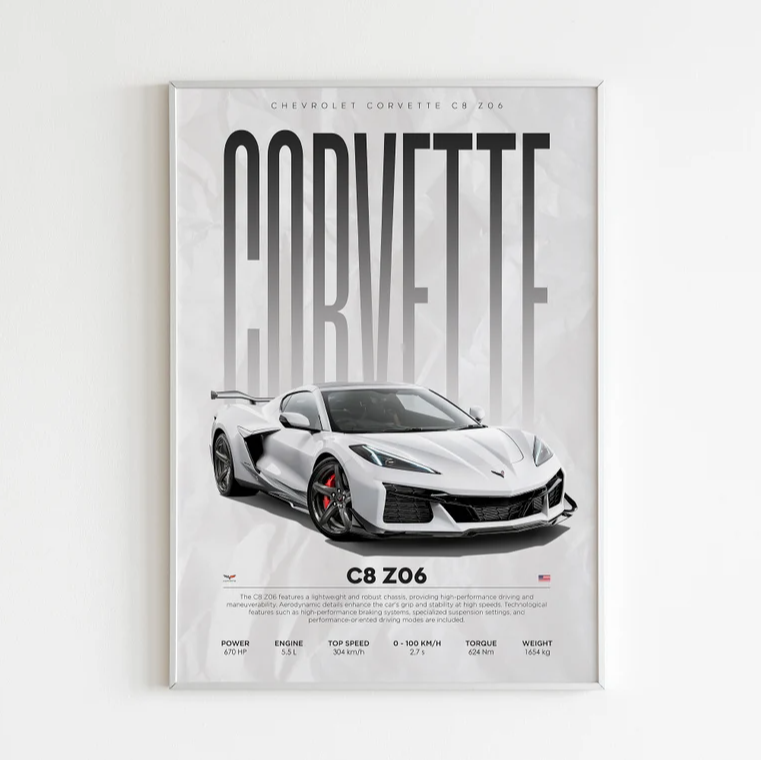 CHEVROLET CORVETTE C8 Z06
CORVETTE
C8 Z06
The C8 Z06 features a lightweight and robust chassis, providing high-performance driving and
maneuverability. Aerodynamic details enhance the car's grip and stability at high speeds. Technological
features such as high-performance braking systems, specialized suspension settings, and
performance-oriented driving modes are included.
POWER ENGINE TOP SPEED 0 - 100 KM/H TORQUE WEIGHT
670 HP 5.5 L 304 km/h 2.7 s 624 Nm 1654 kg